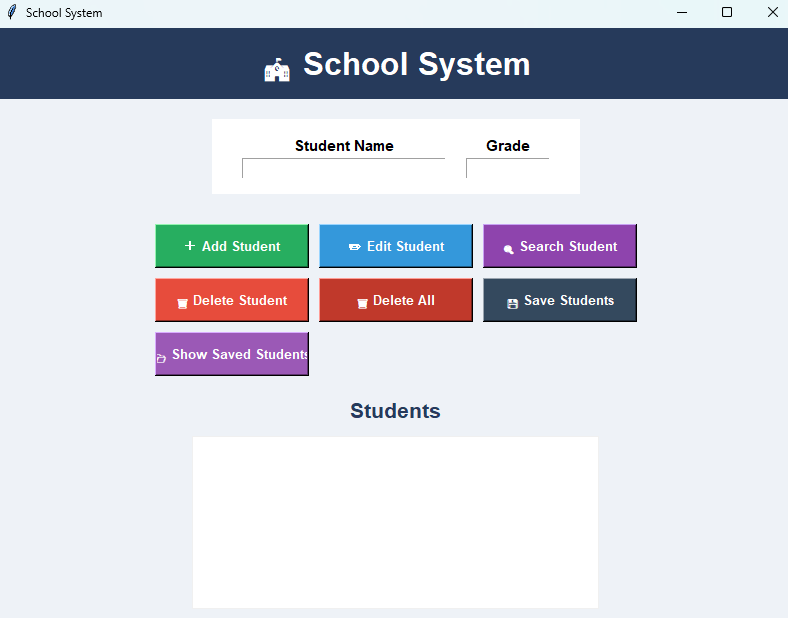 School System
School System
Student Name Grade
Add Student Edit Student Search Student
Delete Student Delete All Save Students
Show Saved Students
Students